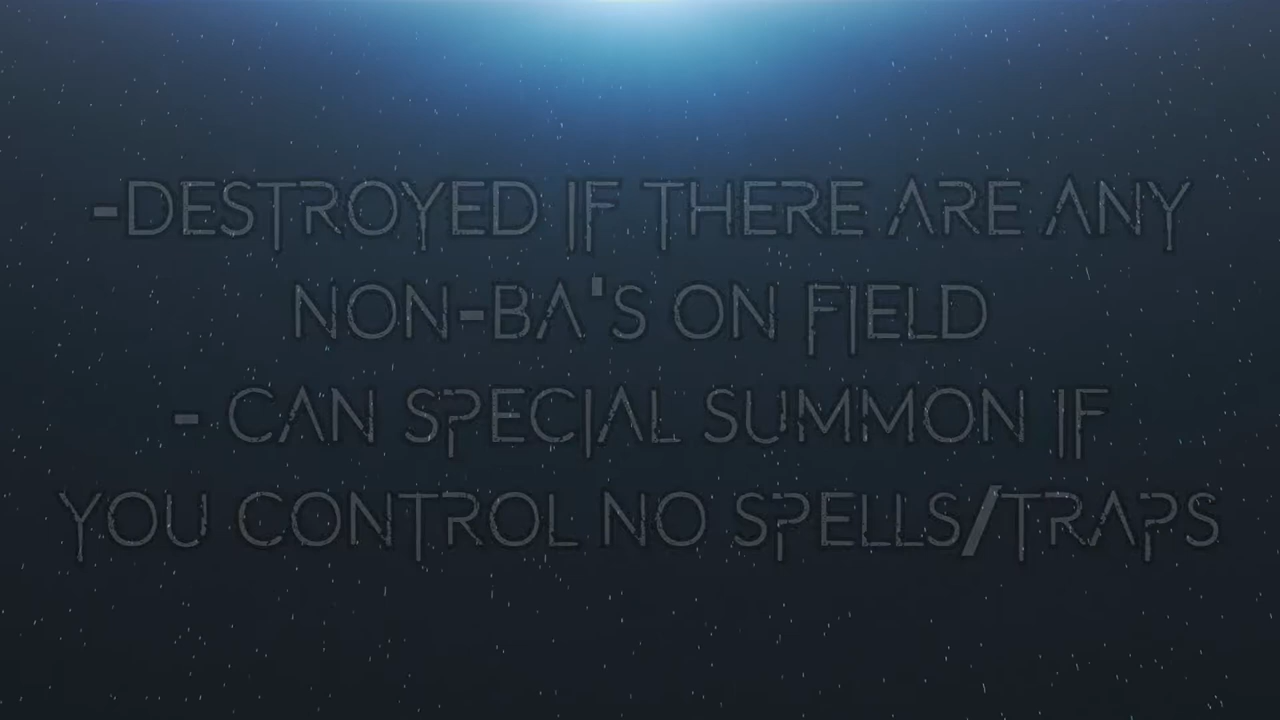 -DESTROYED IF THERE ARE ANY
NON-BA'S ON FIELD
- CAN SPECIAL SUMMON IF
YOU CONTROL NO SPELLS/TRAPS